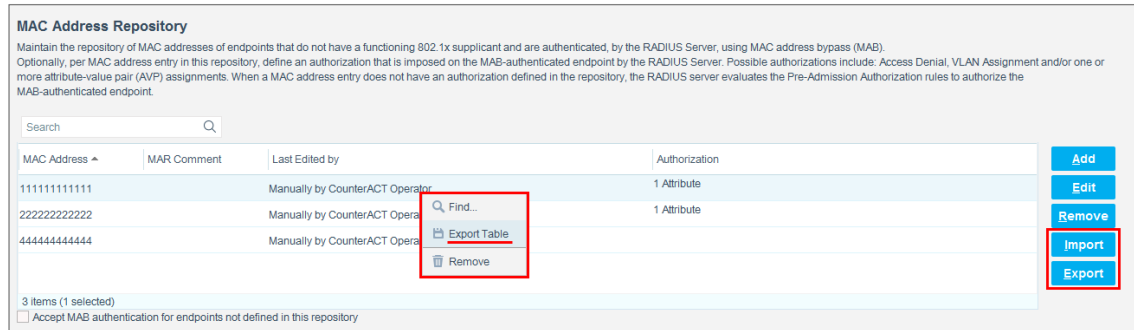 MAC Address Repository
Maintain the repository of MAC addresses of endpoints that do not have a functioning 802.1x supplicant and are authenticated, by the RADIUS Server, using MAC address bypass (MAB).
Optionally, per MAC address entry in this repository, define an authorization that is imposed on the MAB-authenticated endpoint by the RADIUS Server. Possible authorizations include: Access Denial, VLAN Assignment and/or one or
more attribute-value pair (AVP) assignments. When a MAC address entry does not have an authorization defined in the repository, the RADIUS server evaluates the Pre-Admission Authorization rules to authorize the
MAB-authenticated endpoint.
Search
MAC Address MAR Comment Last Edited by Authorization
Add
111111111111 Manually by CounterACT Operator 1 Attribute
Edit
222222222222 Manually by CounterACT Opera 1 Attribute
Remove
444444444444 Manually by CounterACT Opera
Find...
Export Table
Remove
Import
Export
3 items (1 selected)
Accept MAB authentication for endpoints not defined in this repository